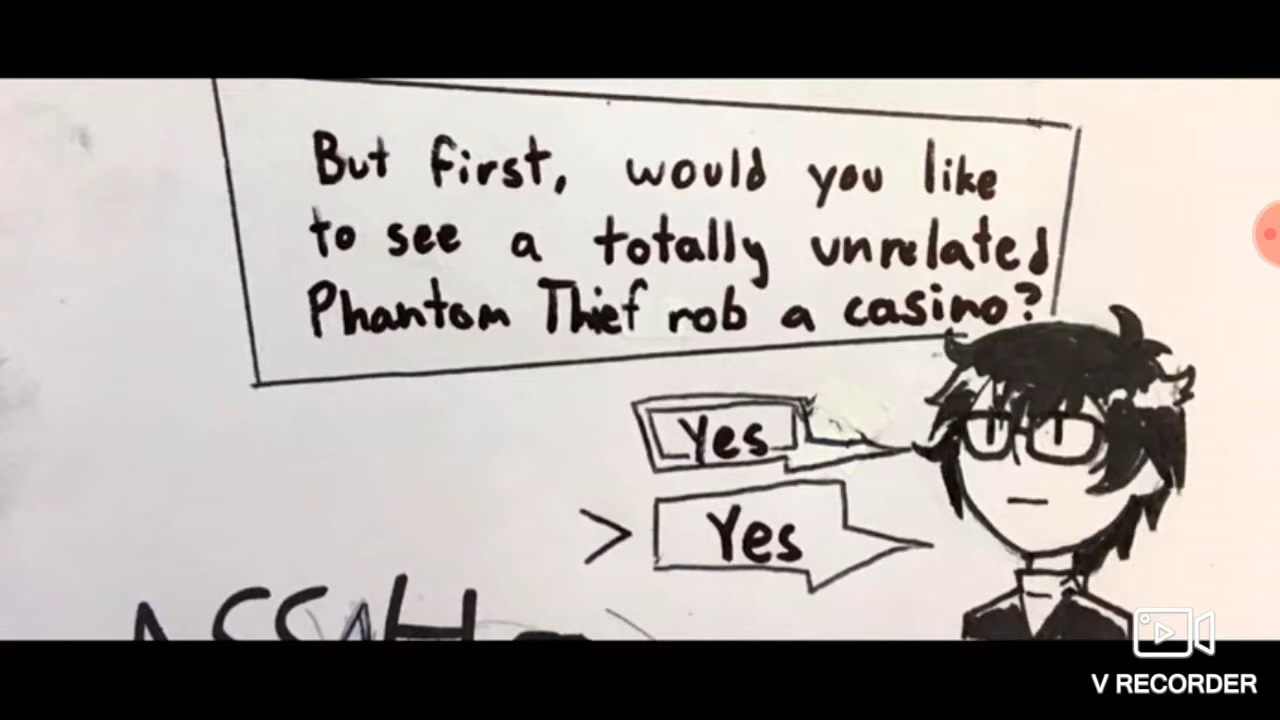 But first, would you like
to see a totally unrelated
Phantom Thief rob a casino?
Yes
> Yes
V RECORDER